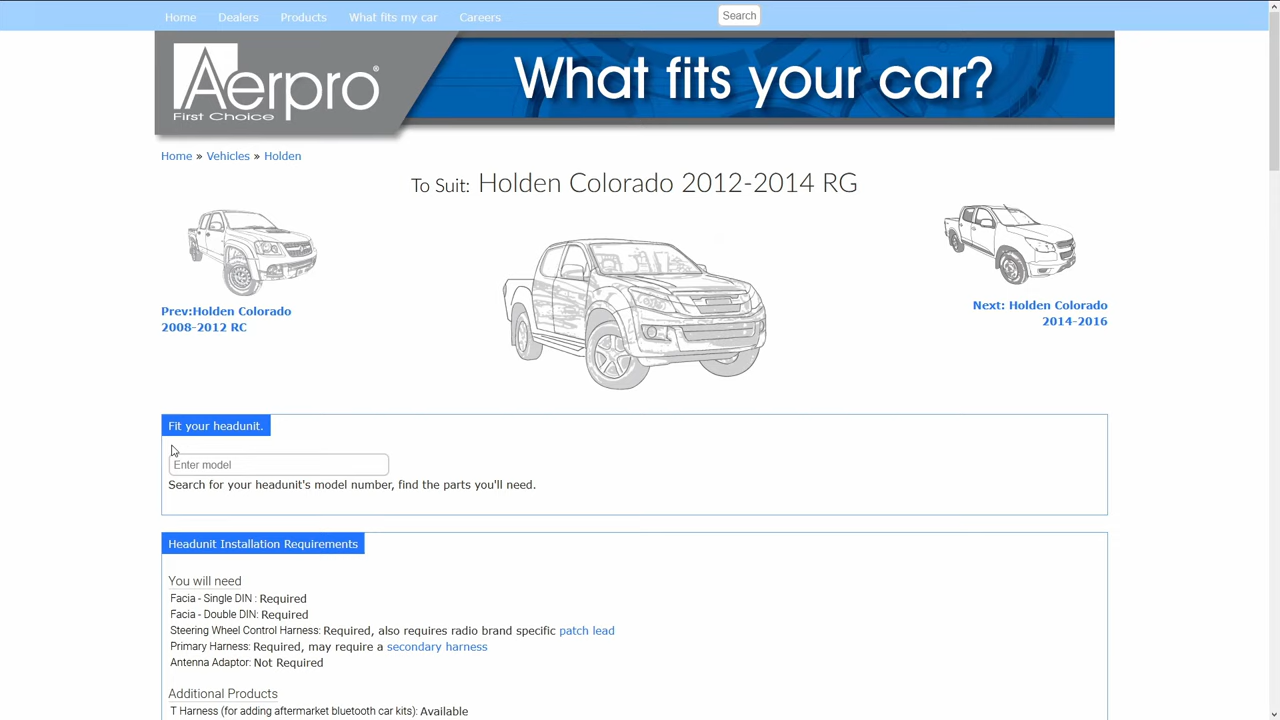 Home Dealers Products What fits my car Careers Search
Aerpro®
First Choice
What fits your car?
Home » Vehicles » Holden
To Suit: Holden Colorado 2012-2014 RG
Prev:Holden Colorado
2008-2012 RC
Next: Holden Colorado
2014-2016
Fit your headunit.
Enter model
Search for your headunit's model number, find the parts you'll need.
Headunit Installation Requirements
You will need
Facia - Single DIN : Required
Facia - Double DIN: Required
Steering Wheel Control Harness: Required, also requires radio brand specific patch lead
Primary Harness: Required, may require a secondary harness
Antenna Adaptor: Not Required
Additional Products
T Harness (for adding aftermarket bluetooth car kits): Available